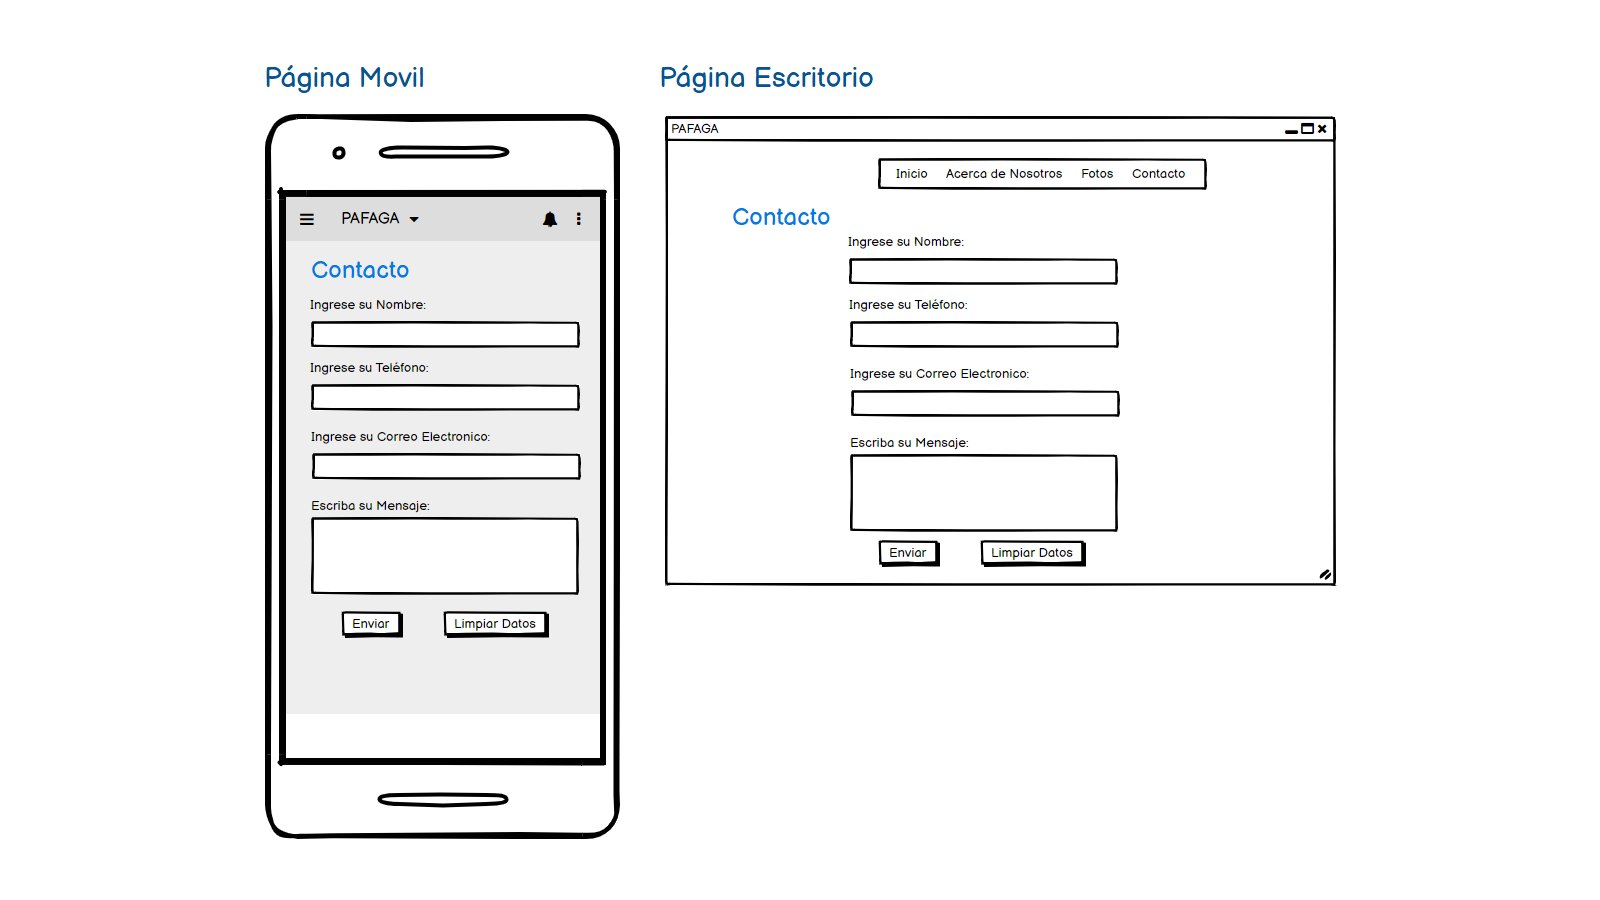 Página Movil
PAFAGA
Contacto
Ingrese su Nombre:
Ingrese su Teléfono:
Ingrese su Correo Electronico:
Escriba su Mensaje:
Enviar
Limpiar Datos
Página Escritorio
PAFAGA
Inicio Acerca de Nosotros Fotos Contacto
Contacto
Ingrese su Nombre:
Ingrese su Teléfono:
Ingrese su Correo Electronico:
Escriba su Mensaje:
Enviar
Limpiar Datos